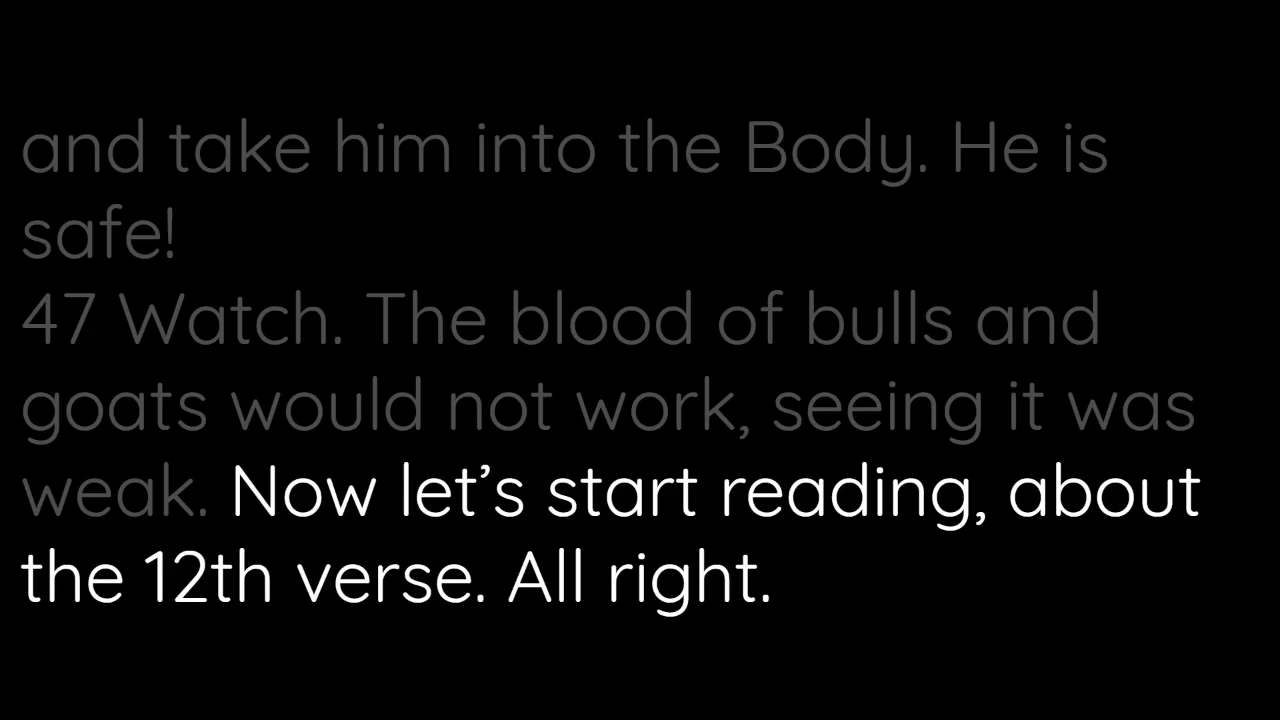 and take him into the Body. He is
safe!
47 Watch. The blood of bulls and
goats would not work, seeing it was
weak. Now let’s start reading, about
the 12th verse. All right.